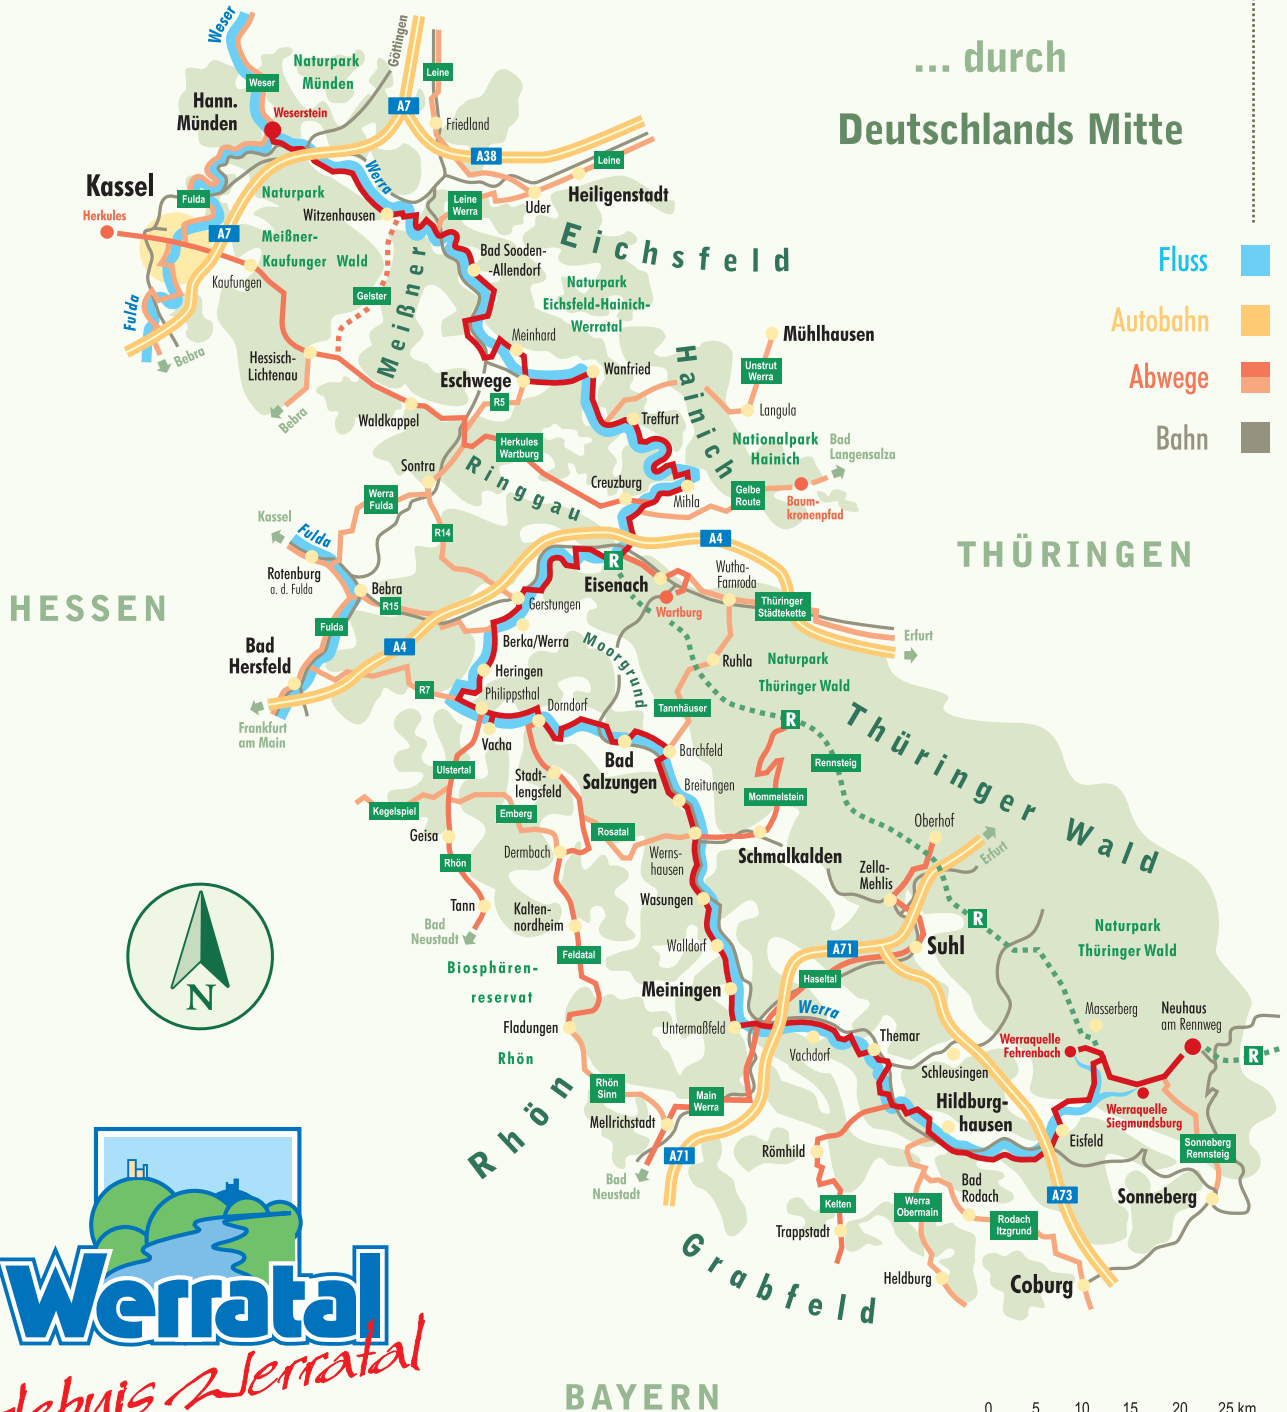 ... durch
Deutschlands Mitte
Fluss
Autobahn
Abwege
Bahn
Weser
Göttingen
Naturpark
Münden
Weser
Leine
Hann.
Münden
Weserstein
A7
Friedland
A38
Leine
Kassel
Herkules
Fulda
Naturpark
Meißner-
Kaufunger Wald
Werra
Witzenhausen
Leine
Werra
Uder
Heiligenstadt
A7
Kaufungen
Gelster
Meißner
Bad Sooden-
-Allendorf
Eichsfeld
Naturpark
Eichsfeld-Hainich-
Werratal
Fulda
Bebra
Hessisch-
Lichtenau
Bebra
Meinhard
Eschwege
Wanfried
Hainich
Mühlhausen
Unstrut
Werra
Langula
R5
Waldkappel
Treffurt
Herkules
Wartburg
Nationalpark
Hainich
Bad
Langensalza
Sontra
Ringgau
Creuzburg
Mihla
Gelbe
Route
Baum-
kronenpfad
Werra
Fulda
Kassel
Fulda
R14
A4
THÜRINGEN
Rotenburg
a. d. Fulda
Bebra
R15
R
Eisenach
Wutha-
Farnroda
Wartburg
Thüringer
Städtekette
HESSEN
Gerstungen
Fulda
A4
Berka/Werra
Moorgrund
Erfurt
Bad
Hersfeld
Heringen
Ruhla
Naturpark
Thüringer Wald
R7
Philippsthal
Dorndorf
Tannhäuser
R
Frankfurt
am Main
Vacha
Bad
Salzungen
Barchfeld
Thüringer Wald
Rennsteig
Ulstertal
Stadt-
lengsfeld
Breitungen
Mommelstein
Kegelspiel
Emberg
Rosatal
Oberhof
Erfurt
Geisa
Rhön
Dermbach
Werns-
hausen
Schmalkalden
Zella-
Mehlis
Tann
Kalten-
nordheim
Wasungen
R
Bad
Neustadt
Walldorf
A71
Suhl
Naturpark
Thüringer Wald
Feldatal
Biosphären-
reservat
Rhön
Meiningen
Haseltal
N
Fladungen
Untermaßfeld
Werra
Vachdorf
Themar
Masserberg
Neuhaus
am Rennweg
Werraquelle
Fehrenbach
R
Schleusingen
Rhön
Rhön
Sinn
Main
Werra
Hildburg-
hausen
Werraquelle
Siegmundsburg
Mellrichstadt
Eisfeld
Sonneberg
Rennsteig
A71
Römhild
Bad
Neustadt
Bad
Rodach
A73
Sonneberg
Kelten
Werra
Obermain
Rodach
Itzgrund
Trappstadt
Grabfeld
Heldburg
Coburg
Werratal
Werratal
BAYERN
0 5 10 15 20 25 km